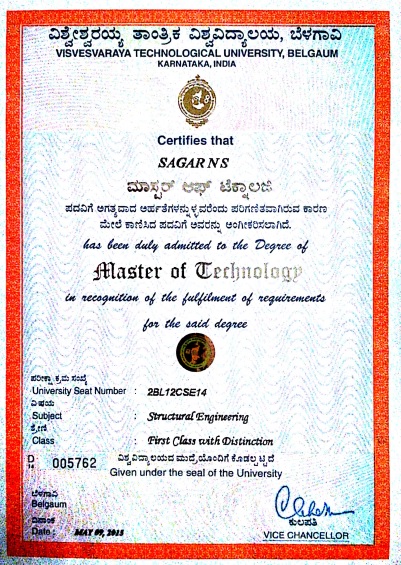 ವಿಶ್ವೇಶ್ವರಯ್ಯ ತಾಂತ್ರಿಕ ವಿಶ್ವವಿದ್ಯಾಲಯ, ಬೆಳಗಾವಿ
VISVESVARAYA TECHNOLOGICAL UNIVERSITY, BELGAUM
KARNATAKA, INDIA
Certifies that
SAGAR N S
ಮಾಸ್ಟರ್ ಆಫ್ ಟೆಕ್ನಾಲಜಿ
ಪದವಿಗೆ ಅಗತ್ಯವಾದ ಅರ್ಹತೆಗಳನ್ನುಳ್ಳವರೆಂದು ಪರಿಗಣಿತವಾಗಿರುವ ಕಾರಣ
ಮೇಲೆ ಕಾಣಿಸಿದ ಪದವಿಗೆ ಅವರನ್ನು ಅಂಗೀಕರಿಸಲಾಗಿದೆ.
has been duly admitted to the Degree of
Master of Technology
in recognition of the fulfilment of requirements
for the said degree
ಪರೀಕ್ಷಾ ಕ್ರಮ ಸಂಖ್ಯೆ
University Seat Number : 2BL12CSE14
ವಿಷಯ
Subject : Structural Engineering
ಶ್ರೇಣಿ
Class : First Class with Distinction
D 14 005762 ವಿಶ್ವವಿದ್ಯಾಲಯದ ಮುದ್ರೆಯೊಂದಿಗೆ ಕೊಡಲ್ಪಟ್ಟಿದೆ
Given under the seal of the University
ಬೆಳಗಾವಿ
Belgaum
ದಿನಾಂಕ ಕುಲಪತಿ
Date : MAY 09, 2015 VICE CHANCELLOR